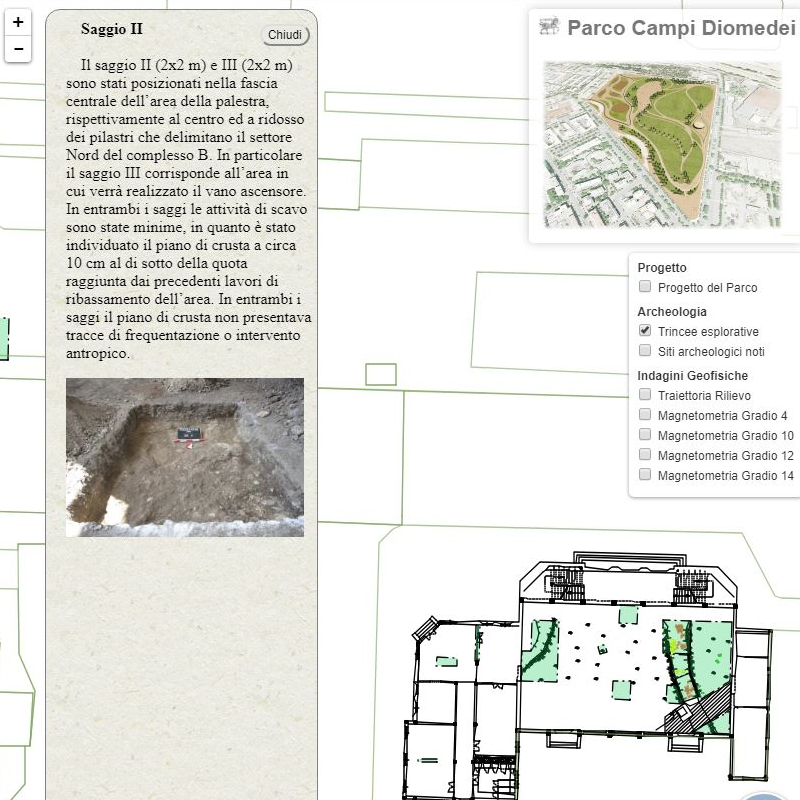 +
−
Saggio II
Chiudi
Il saggio II (2x2 m) e III (2x2 m)
sono stati posizionati nella fascia
centrale dell’area della palestra,
rispettivamente al centro ed a ridosso
dei pilastri che delimitano il settore
Nord del complesso B. In particolare
il saggio III corrisponde all’area in
cui verrà realizzato il vano ascensore.
In entrambi i saggi le attività di scavo
sono state minime, in quanto è stato
individuato il piano di crusta a circa
10 cm al di sotto della quota
raggiunta dai precedenti lavori di
ribassamento dell’area. In entrambi i
saggi il piano di crusta non presentava
tracce di frequentazione o intervento
antropico.
Parco Campi Diomedei
Progetto
Progetto del Parco
Archeologia
Trincee esplorative
Siti archeologici noti
Indagini Geofisiche
Traiettoria Rilievo
Magnetometria Gradio 4
Magnetometria Gradio 10
Magnetometria Gradio 12
Magnetometria Gradio 14